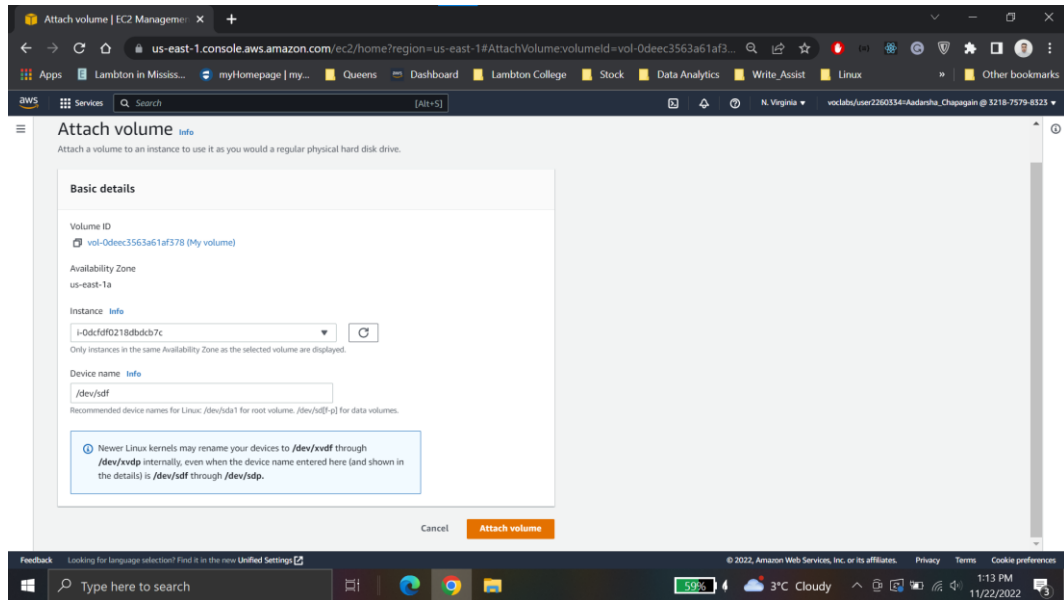 Attach volume | EC2 Managemen
us-east-1.console.aws.amazon.com/ec2/home?region=us-east-1#AttachVolume:volumeId=vol-0deec3563a61af3...
Apps Lambton in Mississ... myHomepage | my... Queens Dashboard Lambton College Stock Data Analytics Write_Assist Linux » Other bookmarks
aws Services Search [Alt+S] N. Virginia voclabs/user2260334=Aadarsha_Chapagain @ 3218-7579-8323
Attach volume Info
Attach a volume to an instance to use it as you would a regular physical hard disk drive.
Basic details
Volume ID
vol-0deec3563a61af378 (My volume)
Availability Zone
us-east-1a
Instance Info
i-0dcfdf0218dbdcb7c
Only instances in the same Availability Zone as the selected volume are displayed.
Device name Info
/dev/sdf
Recommended device names for Linux: /dev/sda1 for root volume. /dev/sd[f-p] for data volumes.
Newer Linux kernels may rename your devices to /dev/xvdf through
/dev/xvdp internally, even when the device name entered here (and shown in
the details) is /dev/sdf through /dev/sdp.
Cancel Attach volume
Feedback Looking for language selection? Find it in the new Unified Settings © 2022, Amazon Web Services, Inc. or its affiliates. Privacy Terms Cookie preferences
Type here to search 59% 3°C Cloudy 1:13 PM
11/22/2022 3